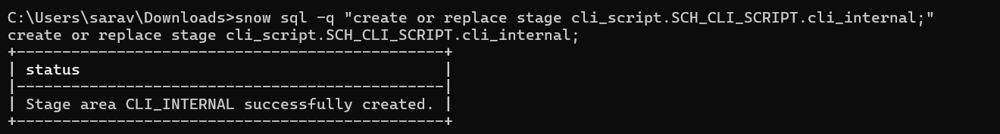 C:\Users\sarav\Downloads>snow sql -q "create or replace stage cli_script.SCH_CLI_SCRIPT.cli_internal;"
create or replace stage cli_script.SCH_CLI_SCRIPT.cli_internal;
+-----------------------------------------------+
| status                                        |
|-----------------------------------------------|
| Stage area CLI_INTERNAL successfully created. |
+-----------------------------------------------+